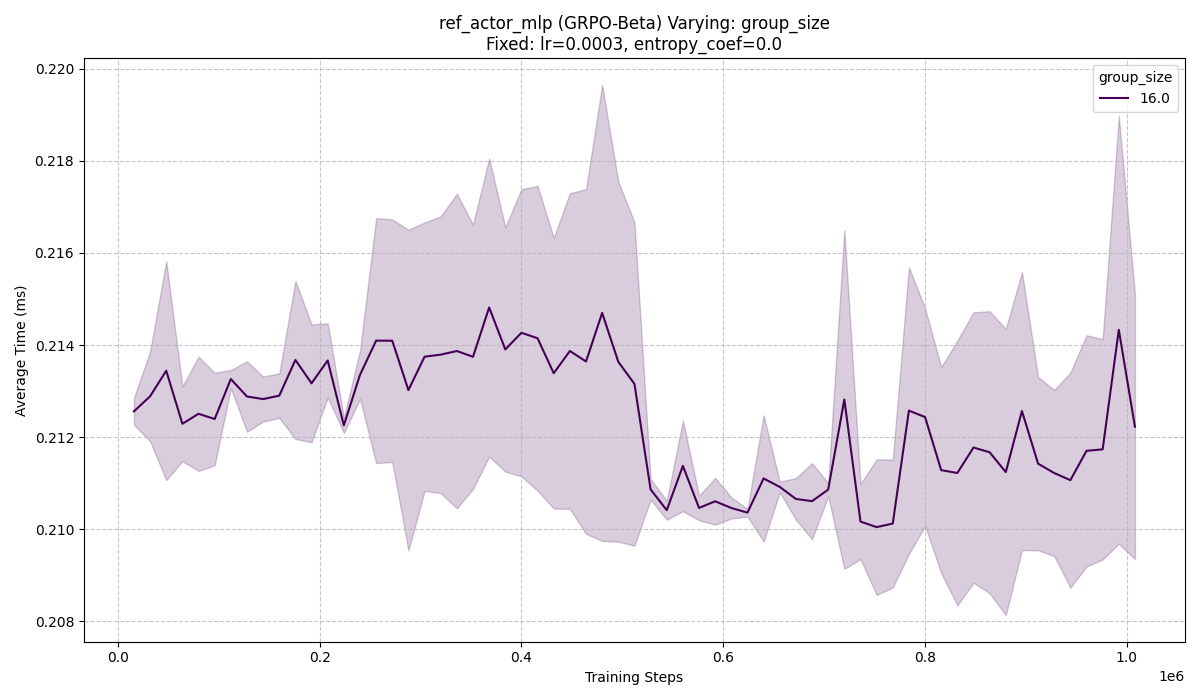 ref_actor_mlp (GRPO-Beta) Varying: group_size
Fixed: lr=0.0003, entropy_coef=0.0
group_size
16.0
Average Time (ms)
0.220
0.218
0.216
0.214
0.212
0.210
0.208
0.0 0.2 0.4 0.6 0.8 1.0
1e6
Training Steps